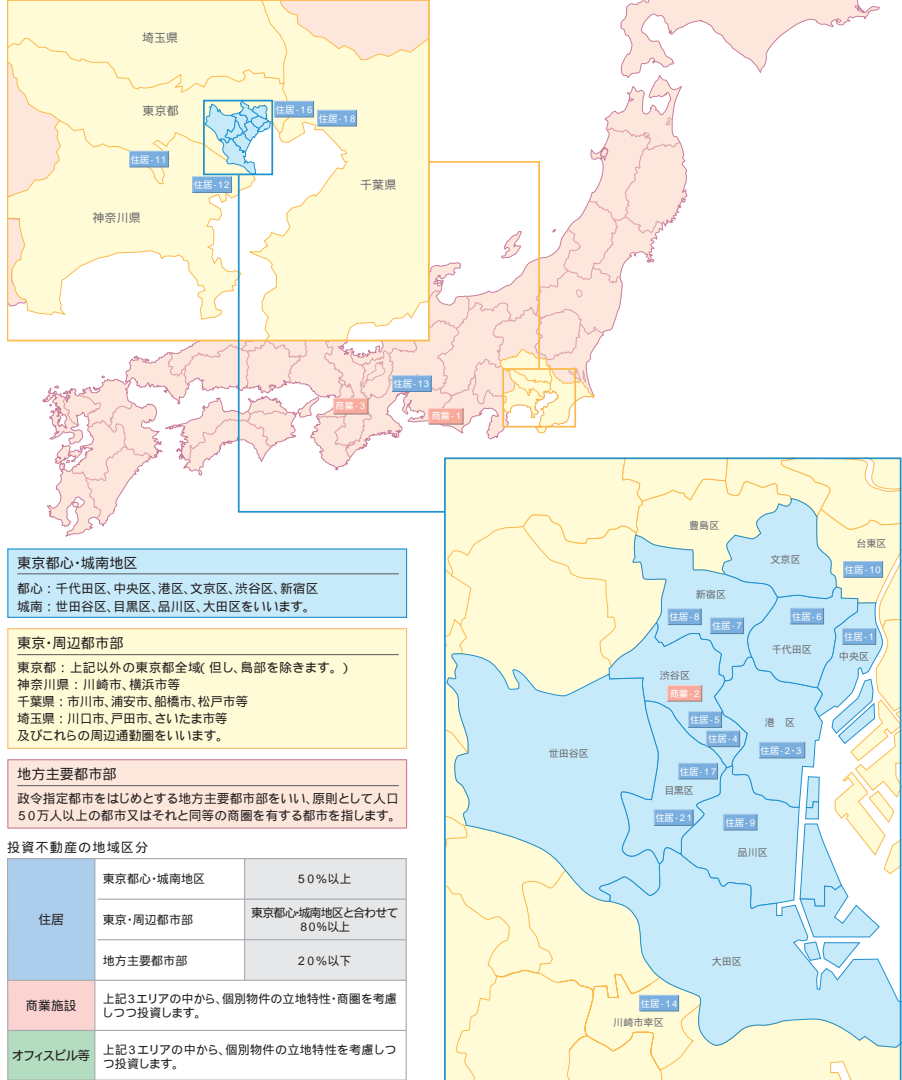 埼玉県
東京都
住居-16
住居-18
住居-11
住居-12
千葉県
神奈川県
住居-13
商業-3
商業-1
東京都心・城南地区
都心：千代田区、中央区、港区、文京区、渋谷区、新宿区
城南：世田谷区、目黒区、品川区、大田区をいいます。
東京・周辺都市部
東京都：上記以外の東京都全域(但し、島部を除きます。)
神奈川県：川崎市、横浜市等
千葉県：市川市、浦安市、船橋市、松戸市等
埼玉県：川口市、戸田市、さいたま市等
及びこれらの周辺通勤圏をいいます。
地方主要都市部
政令指定都市をはじめとする地方主要都市部をいい、原則として人口
50万人以上の都市又はそれと同等の商圏を有する都市を指します。
投資不動産の地域区分
住居
東京都心・城南地区
50%以上
東京・周辺都市部
東京都心・城南地区と合わせて
80%以上
地方主要都市部
20%以下
商業施設
上記3エリアの中から、個別物件の立地特性・商圏を考慮
しつつ投資します。
オフィスビル等
上記3エリアの中から、個別物件の立地特性を考慮しつ
つ投資します。
豊島区
文京区
台東区
住居-10
新宿区
住居-8
住居-7
住居-6
千代田区
住居-1
中央区
渋谷区
商業-2
住居-5
住居-4
港 区
住居-2・3
世田谷区
住居-17
目黒区
住居-21
住居-9
品川区
大田区
住居-14
川崎市幸区